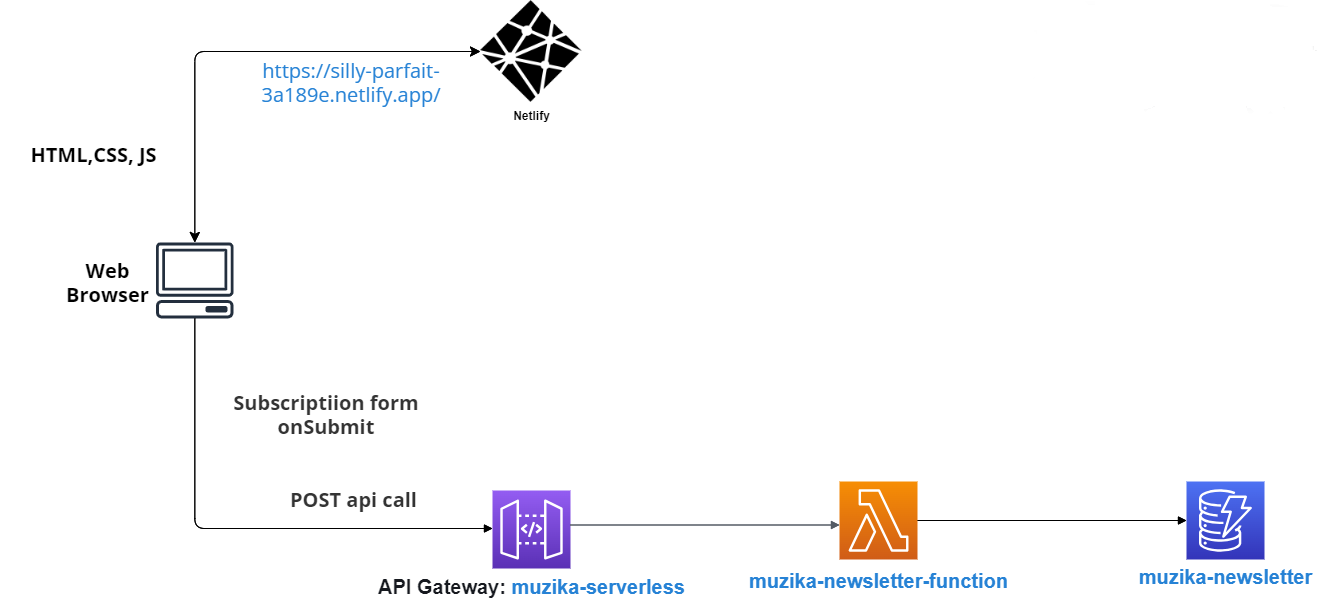 https://silly-parfait-
3a189e.netlify.app/
Netlify
HTML,CSS, JS
Web
Browser
Subscriptiion form
onSubmit
POST api call
</>
API Gateway: muzika-serverless
muzika-newsletter-function
muzika-newsletter